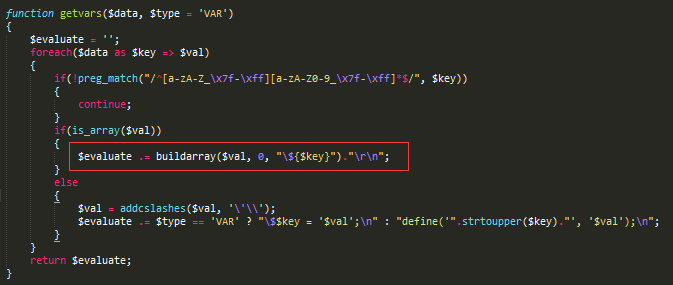 function getvars($data, $type = 'VAR')
{
    $evaluate = '';
    foreach($data as $key => $val)
    {
        if(!preg_match("/^[a-zA-Z_\x7f-\xff][a-zA-Z0-9_\x7f-\xff]*$/", $key))
        {
            continue;
        }
        if(is_array($val))
        {
            $evaluate .= buildarray($val, 0, "\${$key}")."\r\n";
        }
        else
        {
            $val = addcslashes($val, '\'\\');
            $evaluate .= $type == 'VAR' ? "\$$key = '$val';\n" : "define('".strtoupper($key)."', '$val');\n";
        }
    }
    return $evaluate;
}